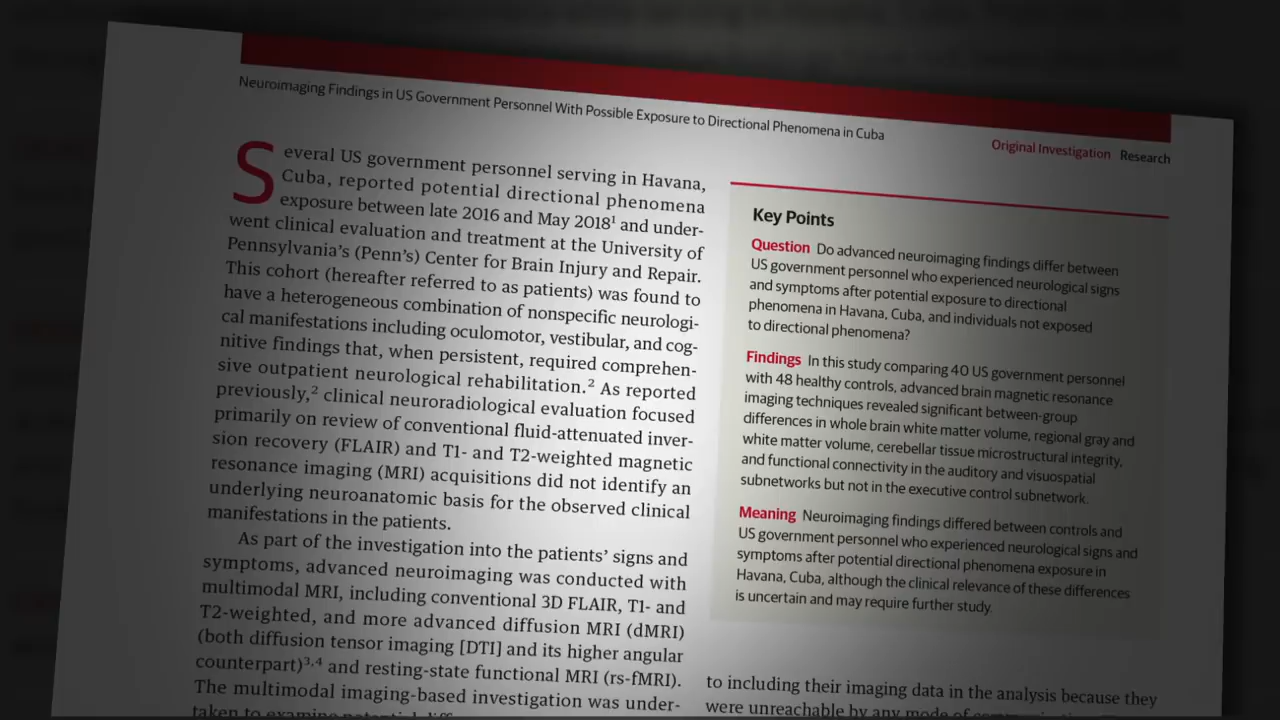 Neuroimaging Findings in US Government Personnel With Possible Exposure to Directional Phenomena in Cuba
Original Investigation Research
Several US government personnel serving in Havana,
Cuba, reported potential directional phenomena
exposure between late 2016 and May 2018¹ and under-
went clinical evaluation and treatment at the University of
Pennsylvania's (Penn's) Center for Brain Injury and Repair.
This cohort (hereafter referred to as patients) was found to
have a heterogeneous combination of nonspecific neurologi-
cal manifestations including oculomotor, vestibular, and cog-
nitive findings that, when persistent, required comprehen-
sive outpatient neurological rehabilitation.² As reported
previously,² clinical neuroradiological evaluation focused
primarily on review of conventional fluid-attenuated inver-
sion recovery (FLAIR) and T1- and T2-weighted magnetic
resonance imaging (MRI) acquisitions did not identify an
underlying neuroanatomic basis for the observed clinical
manifestations in the patients.
As part of the investigation into the patients' signs and
symptoms, advanced neuroimaging was conducted with
multimodal MRI, including conventional 3D FLAIR, T1- and
T2-weighted, and more advanced diffusion MRI (dMRI)
(both diffusion tensor imaging [DTI] and its higher angular
counterpart)³,⁴ and resting-state functional MRI (rs-fMRI).
The multimodal imaging-based investigation was under-
taken to examine potential
Key Points
Question Do advanced neuroimaging findings differ between
US government personnel who experienced neurological signs
and symptoms after potential exposure to directional
phenomena in Havana, Cuba, and individuals not exposed
to directional phenomena?
Findings In this study comparing 40 US government personnel
with 48 healthy controls, advanced brain magnetic resonance
imaging techniques revealed significant between-group
differences in whole brain white matter volume, regional gray and
white matter volume, cerebellar tissue microstructural integrity,
and functional connectivity in the auditory and visuospatial
subnetworks but not in the executive control subnetwork.
Meaning Neuroimaging findings differed between controls and
US government personnel who experienced neurological signs and
symptoms after potential directional phenomena exposure in
Havana, Cuba, although the clinical relevance of these differences
is uncertain and may require further study.
to including their imaging data in the analysis because they
were unreachable by any mode of